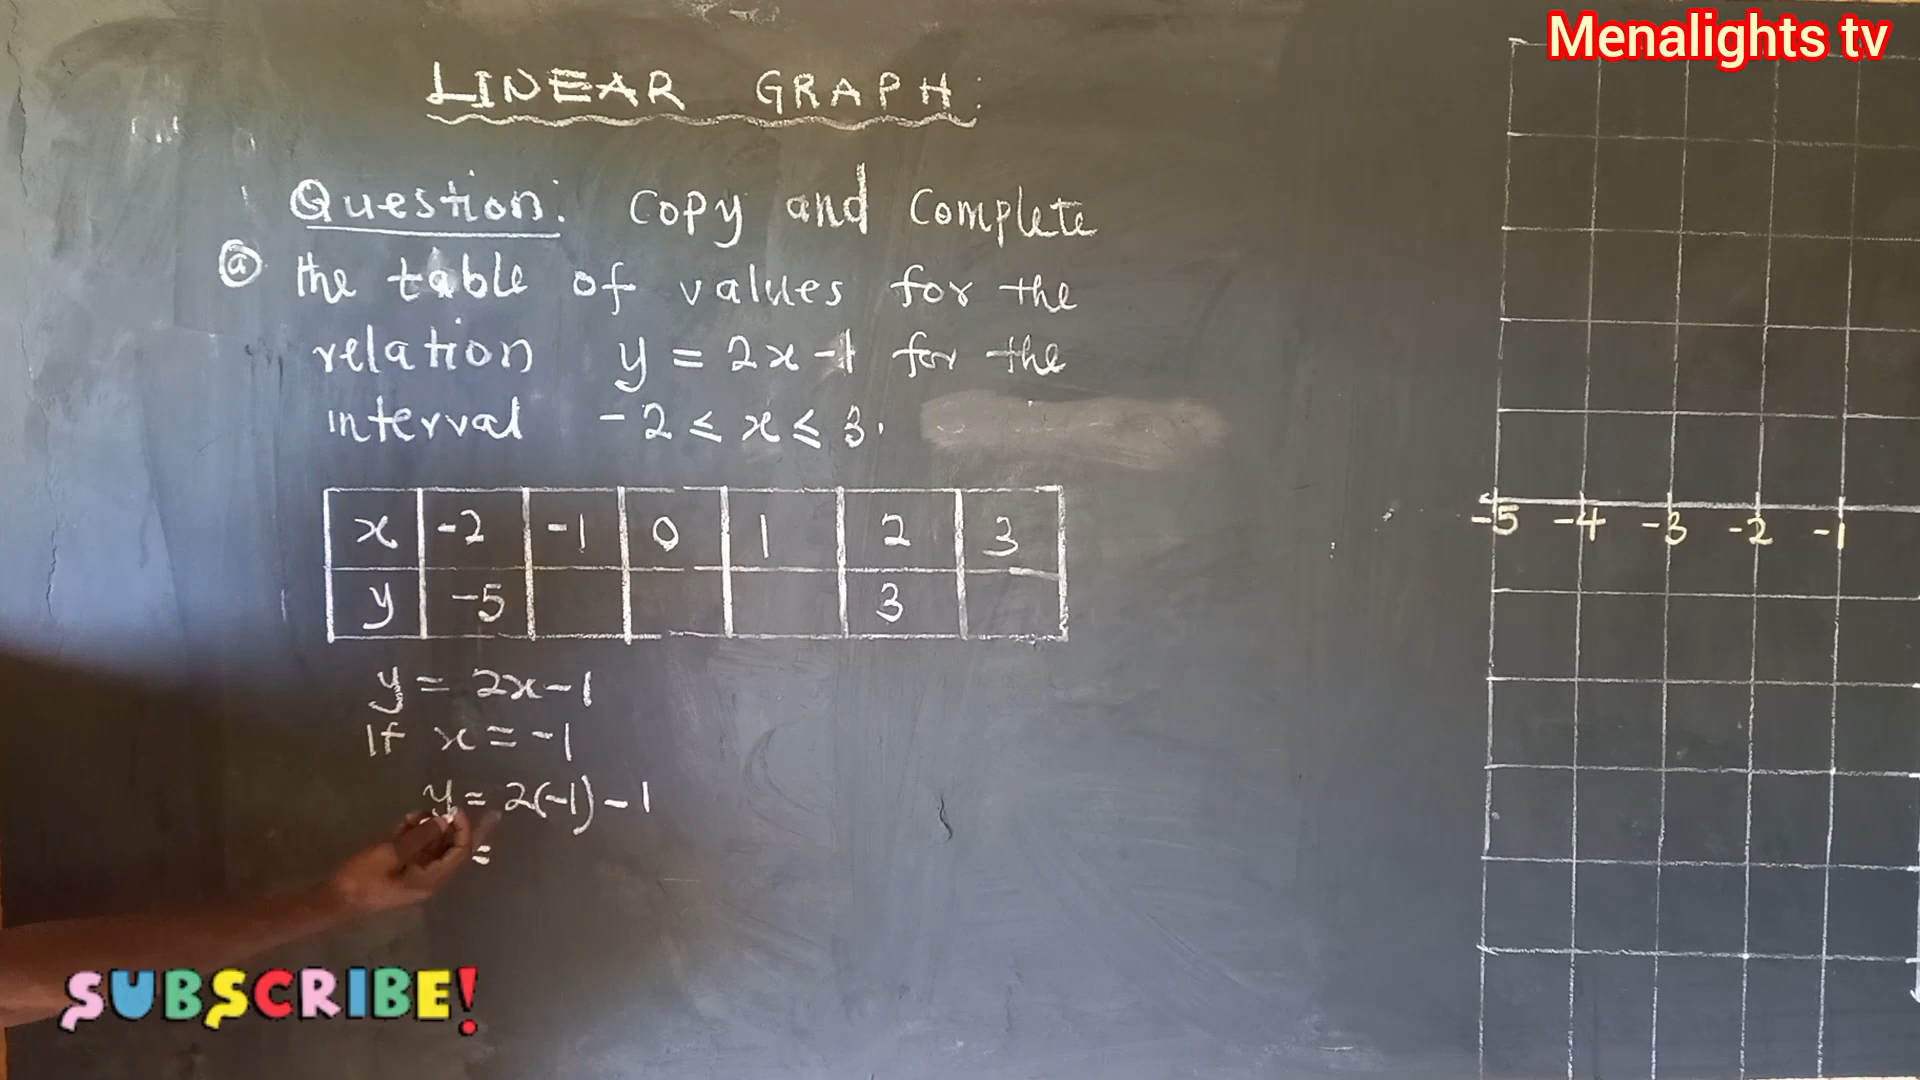 Menalights tv
LINEAR GRAPH:
Question: Copy and Complete
(a) the table of values for the
relation y = 2x-1 for the
interval -2 ≤ x ≤ 3.
x -2 -1 0 1 2 3
y -5 3
y = 2x-1
If x = -1
y = 2(-1) - 1
=
-5 -4 -3 -2 -1
SUBSCRIBE!